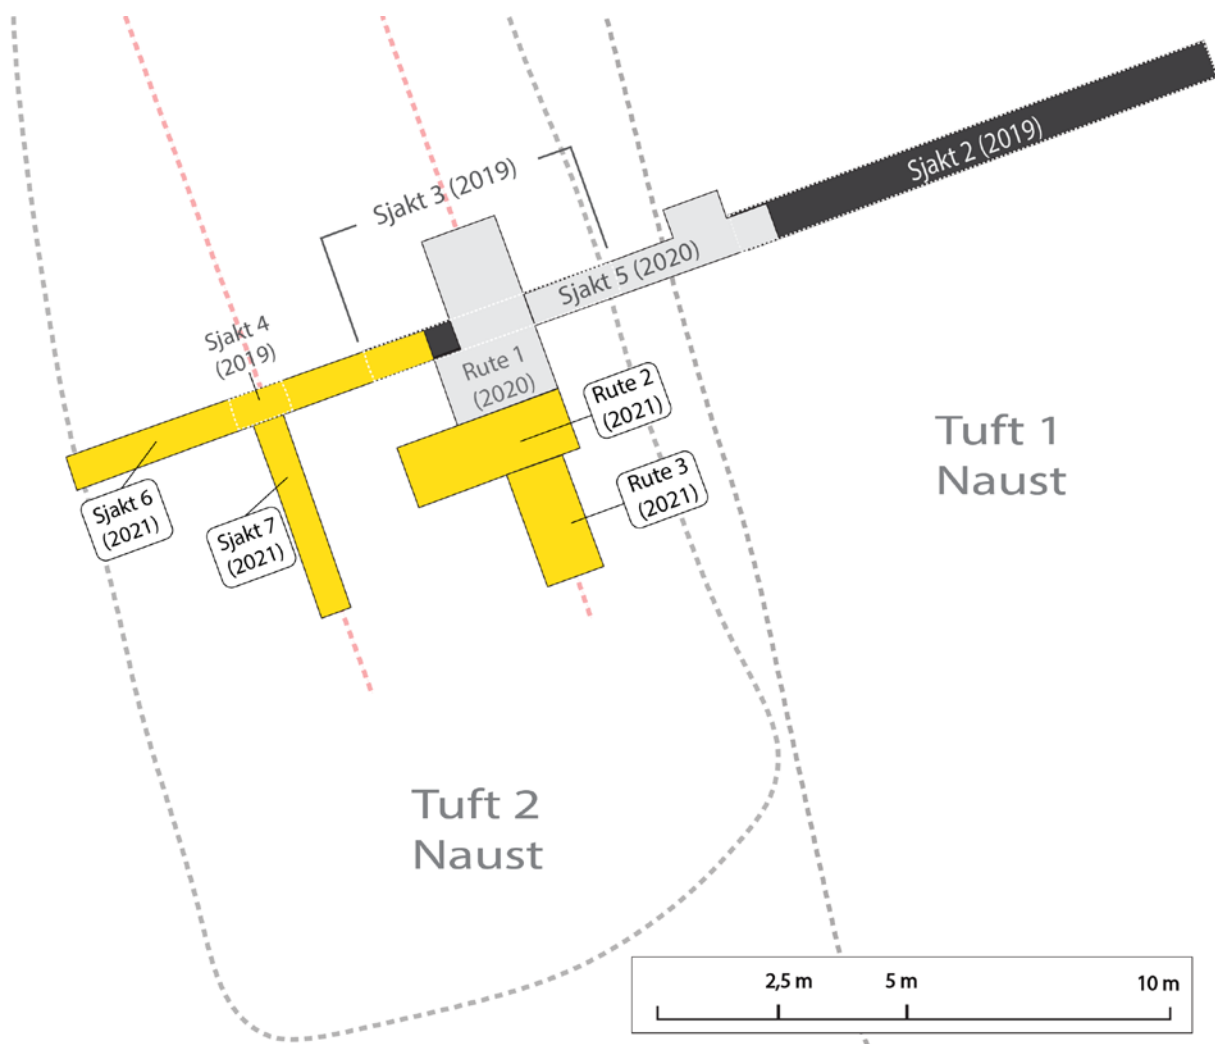 Sjakt 2 (2019)
Sjakt 3 (2019)
Sjakt 5 (2020)
Sjakt 4
(2019)
Rute 1
(2020)
Rute 2
(2021)
Rute 3
(2021)
Sjakt 6
(2021)
Sjakt 7
(2021)
Tuft 1
Naust
Tuft 2
Naust
2,5 m 5 m 10 m